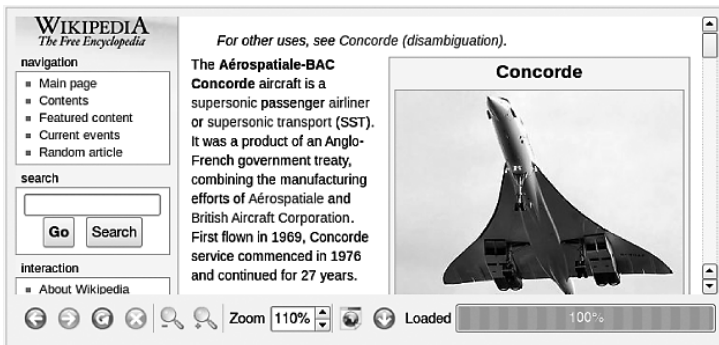 WIKIPEDIA
The Free Encyclopedia
navigation
Main page
Contents
Featured content
Current events
Random article
search
Go Search
interaction
About Wikipedia
For other uses, see Concorde (disambiguation).
The Aérospatiale-BAC
Concorde aircraft is a
supersonic passenger airliner
or supersonic transport (SST).
It was a product of an Anglo-
French government treaty,
combining the manufacturing
efforts of Aérospatiale and
British Aircraft Corporation.
First flown in 1969, Concorde
service commenced in 1976
and continued for 27 years.
Concorde
Zoom 110% Loaded 100%